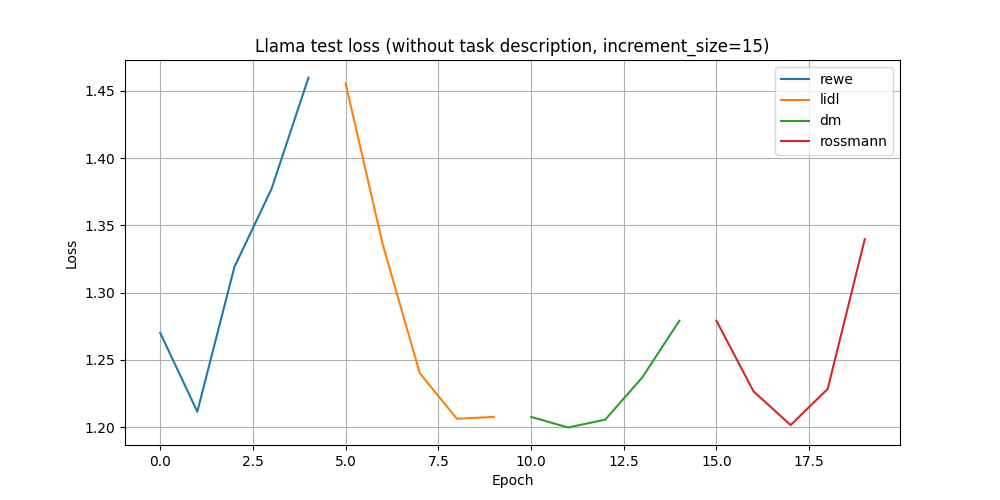 Llama test loss (without task description, increment_size=15)
rewe
lidl
dm
rossmann
1.45
1.40
1.35
1.30
1.25
1.20
Loss
0.0 2.5 5.0 7.5 10.0 12.5 15.0 17.5
Epoch